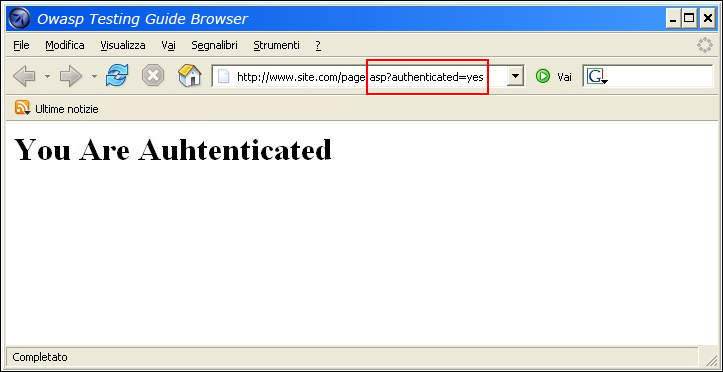 Owasp Testing Guide Browser
File Modifica Visualizza Vai Segnalibri Strumenti ?
http://www.site.com/page.asp?authenticated=yes Vai G
Ultime notizie
You Are Auhtenticated
Completato